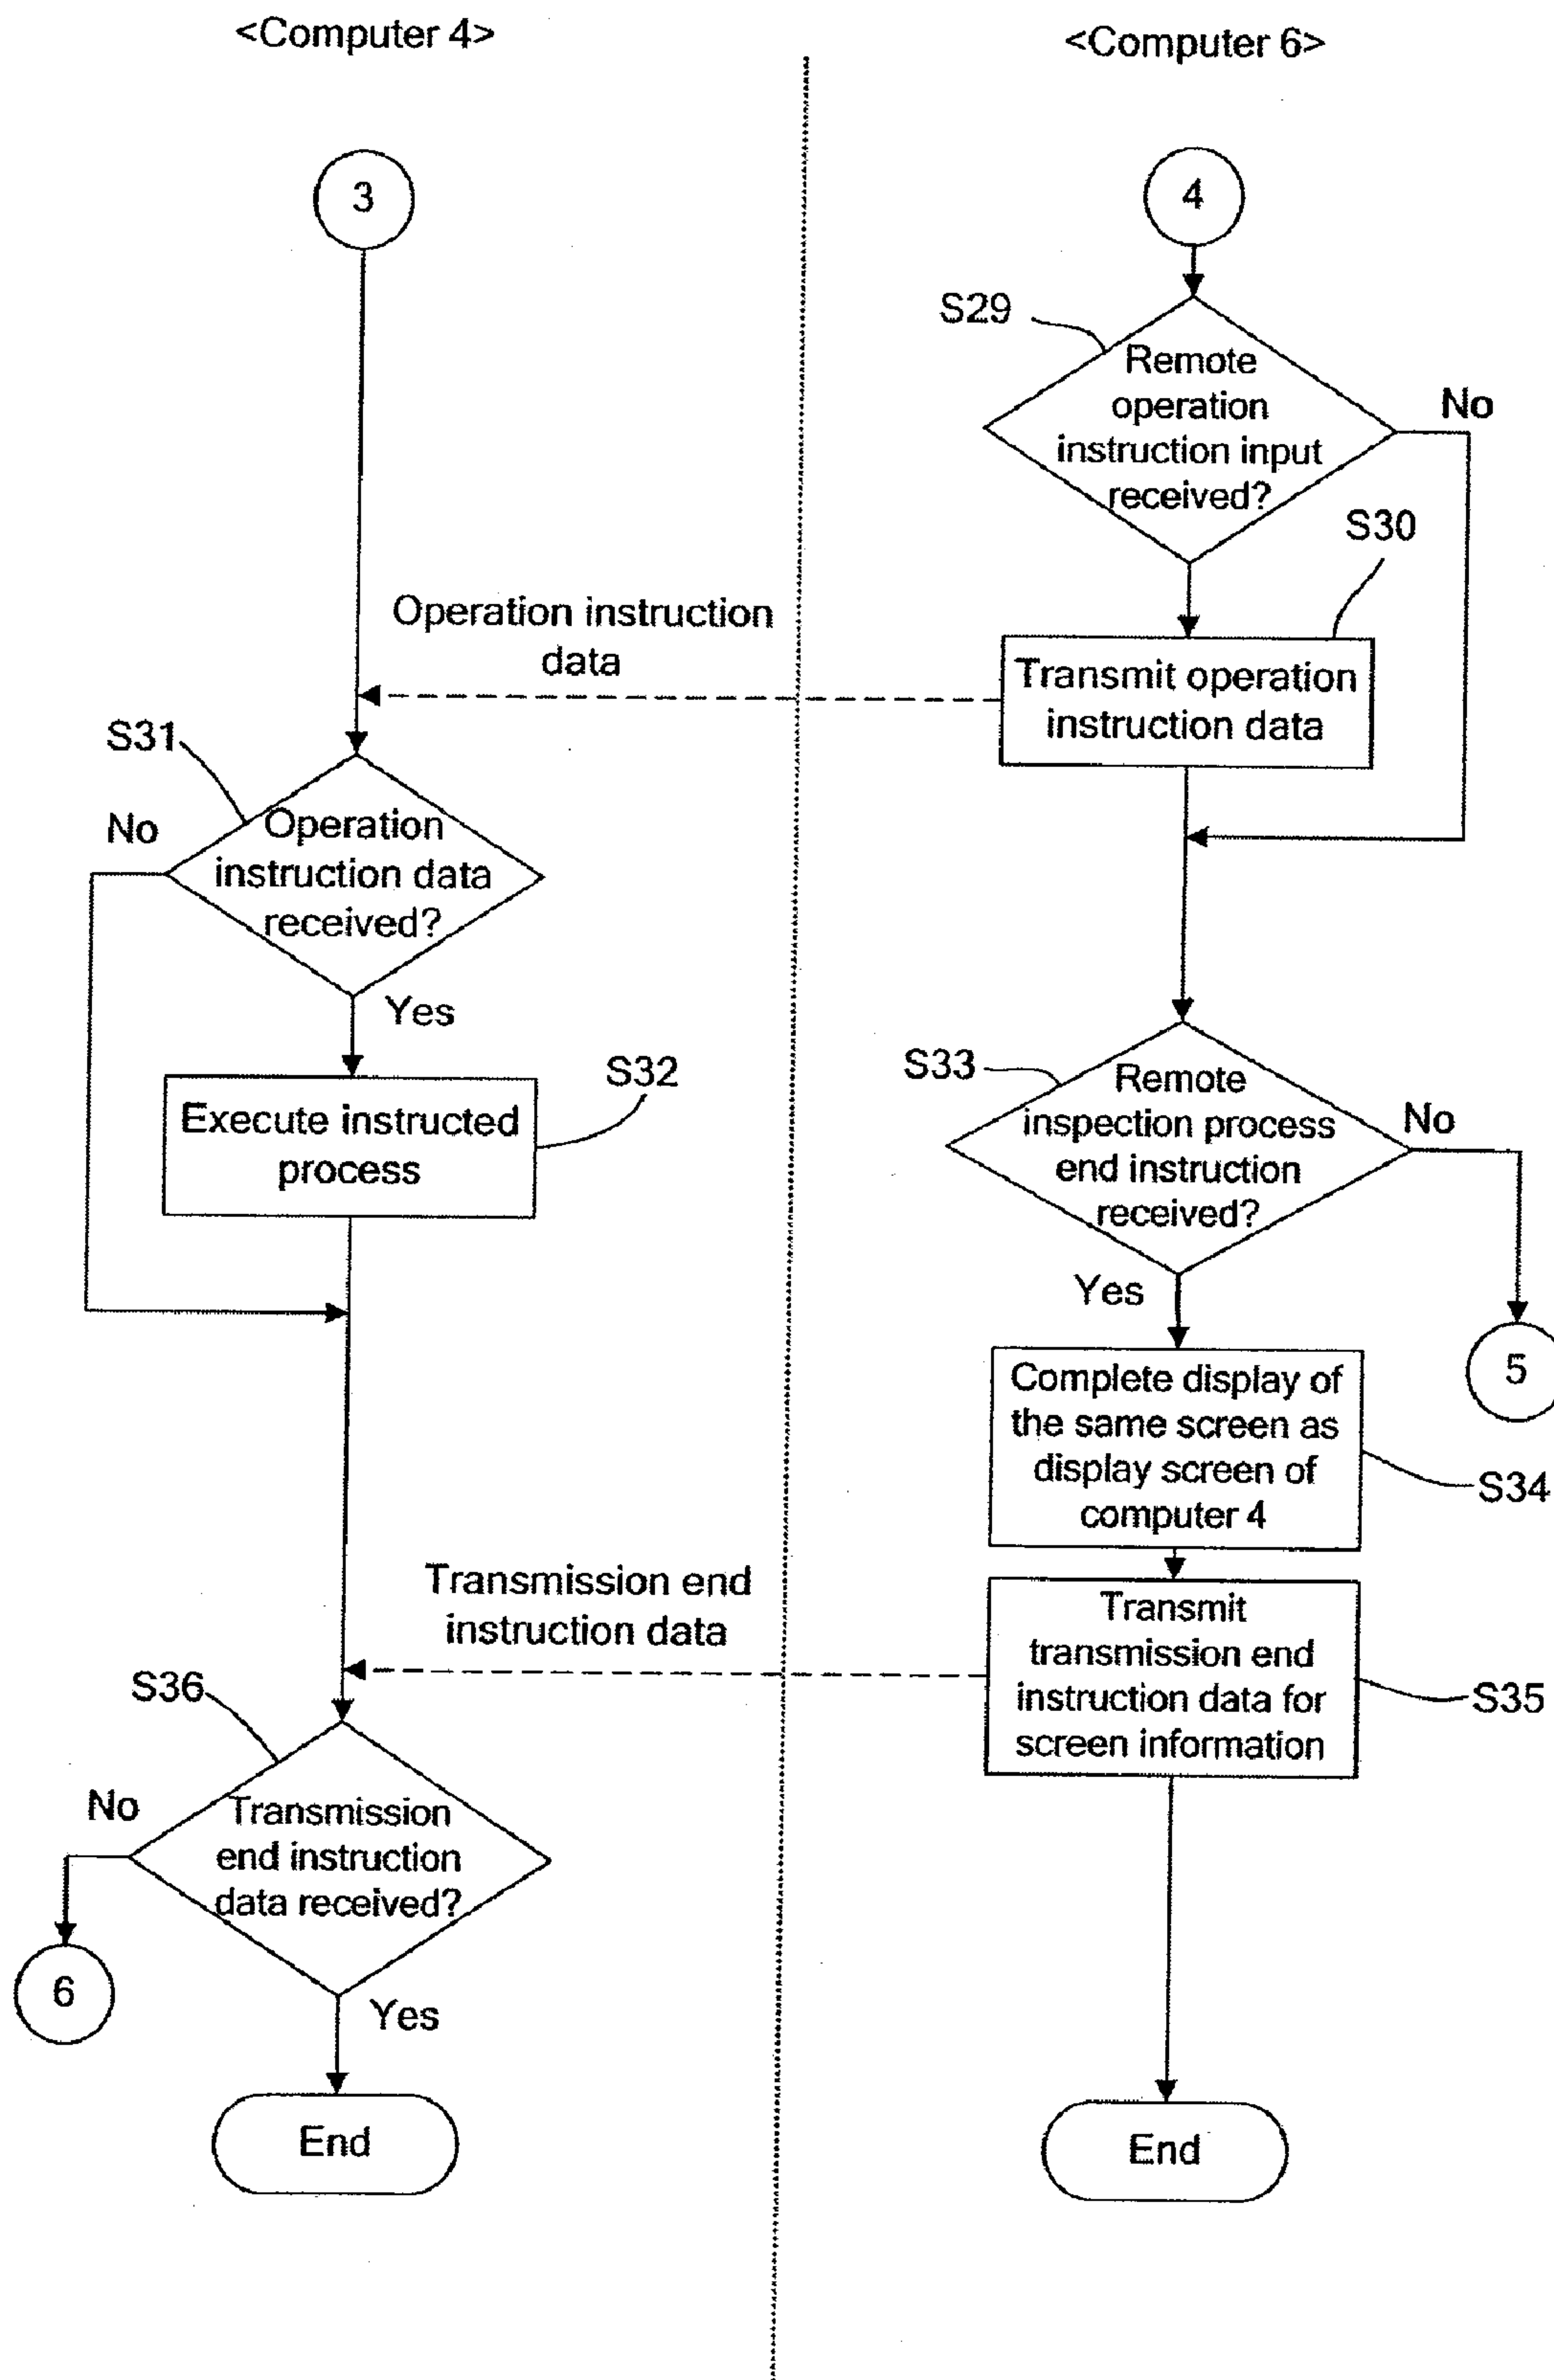 <Computer 4>
<Computer 6>
3
4
S29
Remote
operation
instruction input
received?
No
S30
Operation instruction
data
Transmit operation
instruction data
S31
No
Operation
instruction data
received?
Yes
S32
Execute instructed
process
S33
Remote
inspection process
end instruction
received?
No
Yes
5
Complete display of
the same screen as
display screen of
computer 4
S34
Transmission end
instruction data
Transmit
transmission end
instruction data for
screen information
S35
S36
No
Transmission
end instruction
data received?
6
Yes
End
End